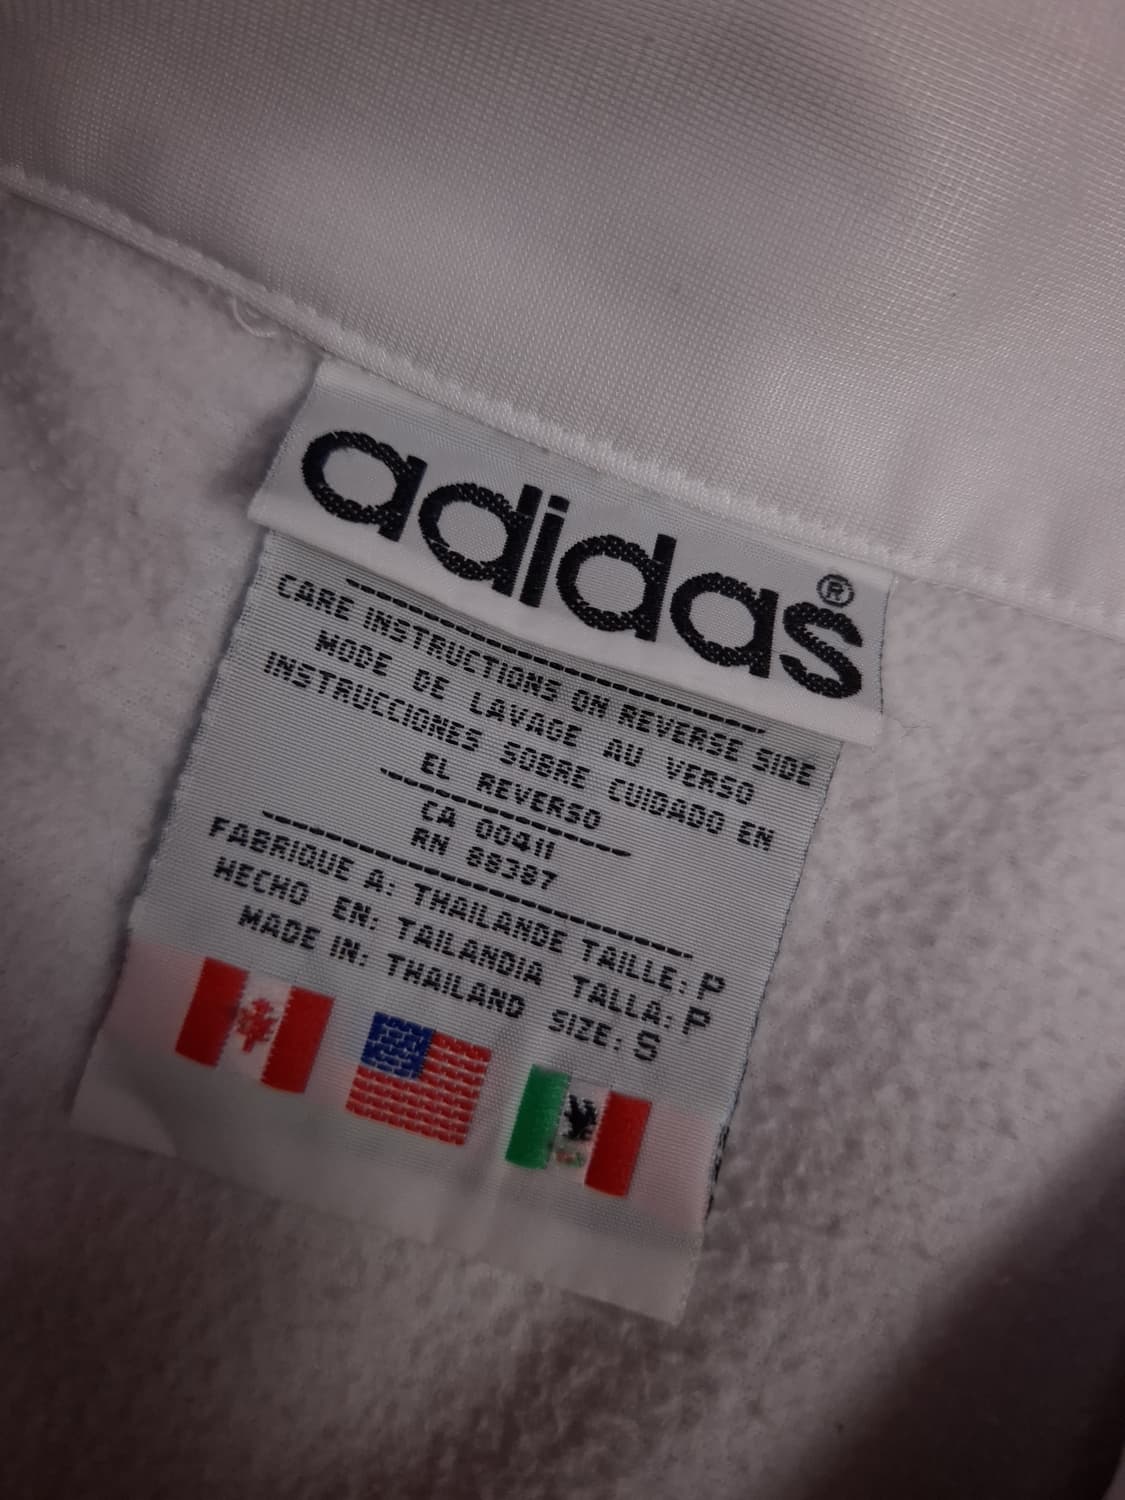 adidas®
CARE INSTRUCTIONS ON REVERSE SIDE
MODE DE LAVAGE AU VERSO
INSTRUCCIONES SOBRE CUIDADO EN
EL REVERSO
CA 00411
RN 88387
FABRIQUE A: THAILANDE TAILLE: P
HECHO EN: TAILANDIA TALLA: P
MADE IN: THAILAND SIZE: S